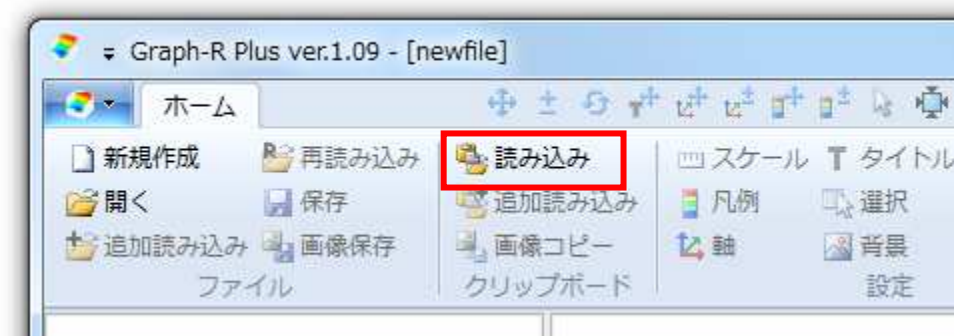 Graph-R Plus ver.1.09 - [newfile]
ホーム
新規作成 再読み込み 読み込み スケール タイトル
開く 保存 追加読み込み 凡例 選択
追加読み込み 画像保存 画像コピー 軸 背景
ファイル クリップボード 設定